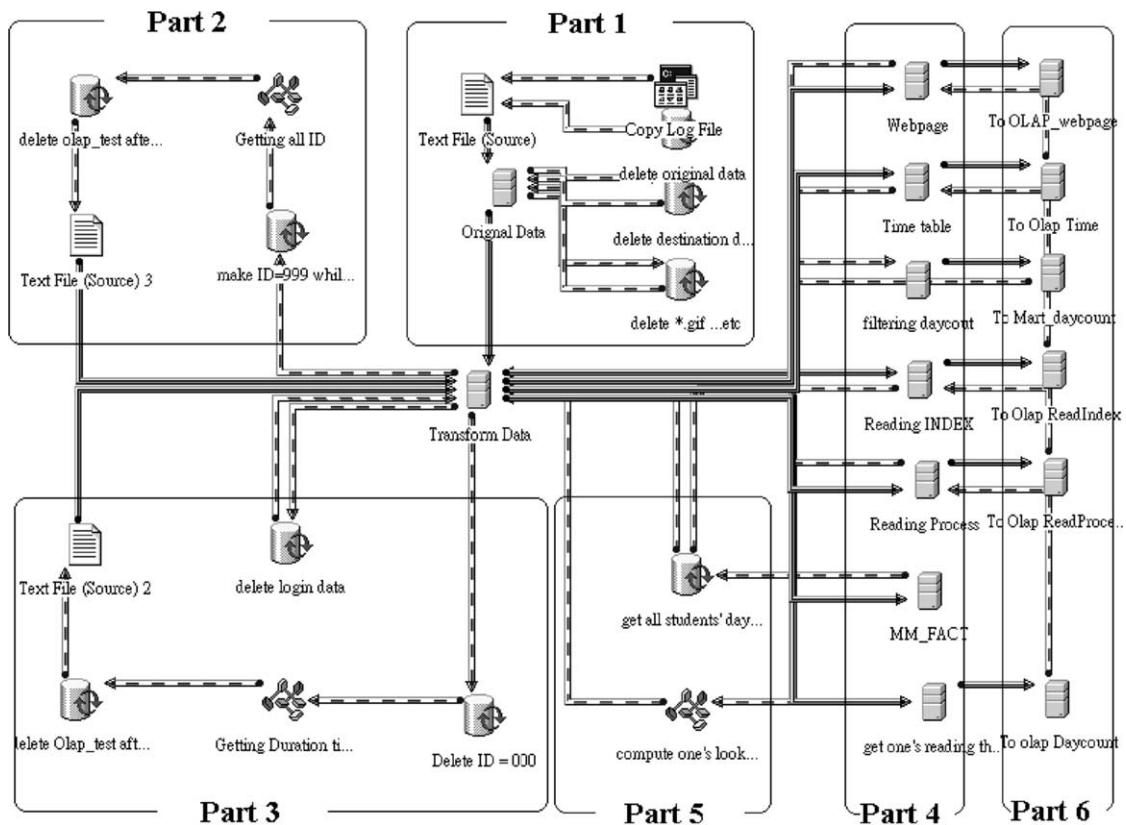 Part 2
delete olap_test afte...
Getting all ID
Text File (Source) 3
make ID=999 whil...
Part 1
Text File (Source)
Copy Log File
delete original data
Orignal Data
delete destination d...
delete *.gif ...etc
Transform Data
Text File (Source) 2
delete login data
delete Olap_test aft...
Getting Duration ti...
Delete ID = 000
Part 3
get all students' day...
compute one's look...
Part 5
Webpage
Time table
filtering daycout
Reading INDEX
Reading Process
MM_FACT
get one's reading th...
Part 4
To OLAP_webpage
To Olap Time
To Mart_daycount
To Olap ReadIndex
To Olap ReadProce...
To olap Daycount
Part 6